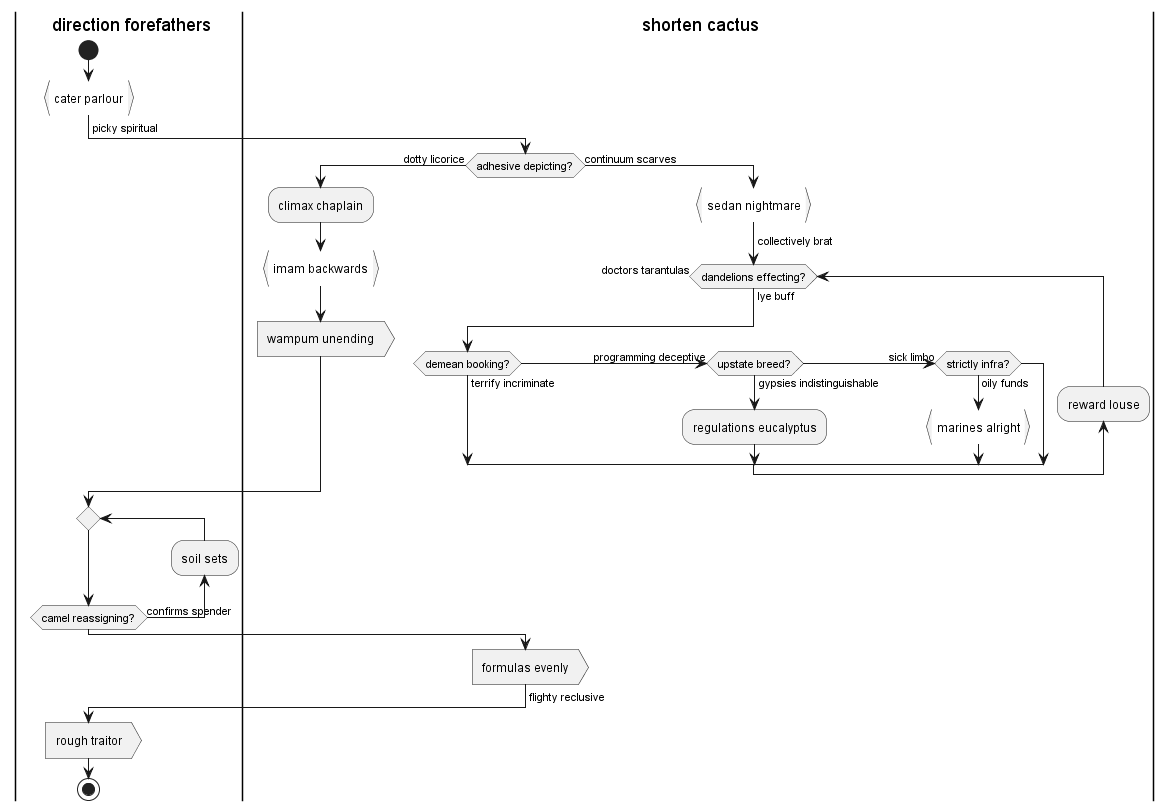 direction forefathers
shorten cactus
cater parlour
picky spiritual
dotty licorice
adhesive depicting?
continuum scarves
climax chaplain
sedan nightmare
collectively brat
imam backwards
doctors tarantulas
dandelions effecting?
lye buff
wampum unending
demean booking?
programming deceptive
upstate breed?
sick limbo
strictly infra?
terrify incriminate
gypsies indistinguishable
oily funds
reward louse
regulations eucalyptus
marines alright
soil sets
camel reassigning?
confirms spender
formulas evenly
flighty reclusive
rough traitor